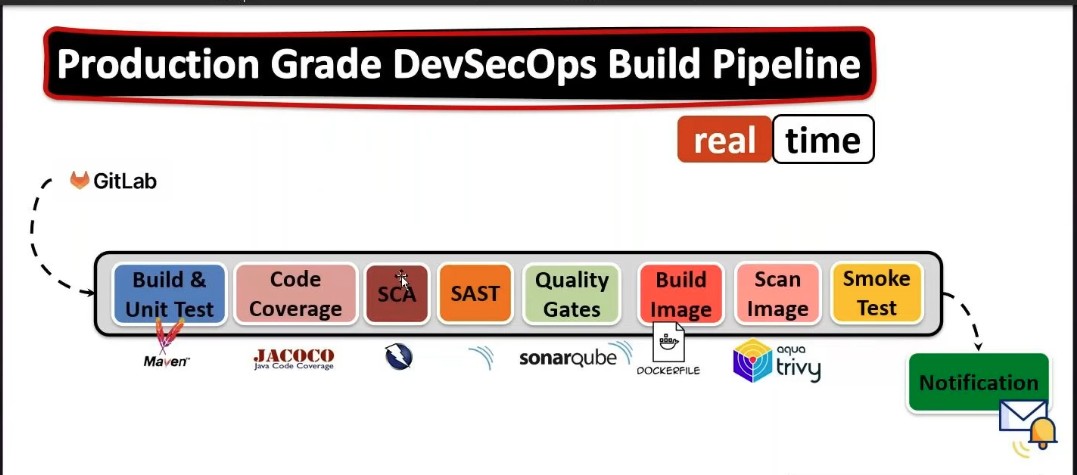 Production Grade DevSecOps Build Pipeline
real time
GitLab
Build &
Unit Test
Code
Coverage
SCA
SAST
Quality
Gates
Build
Image
Scan
Image
Smoke
Test
Maven™
JACOCO
Java Code Coverage
sonarqube
DOCKERFILE
aqua
trivy
Notification